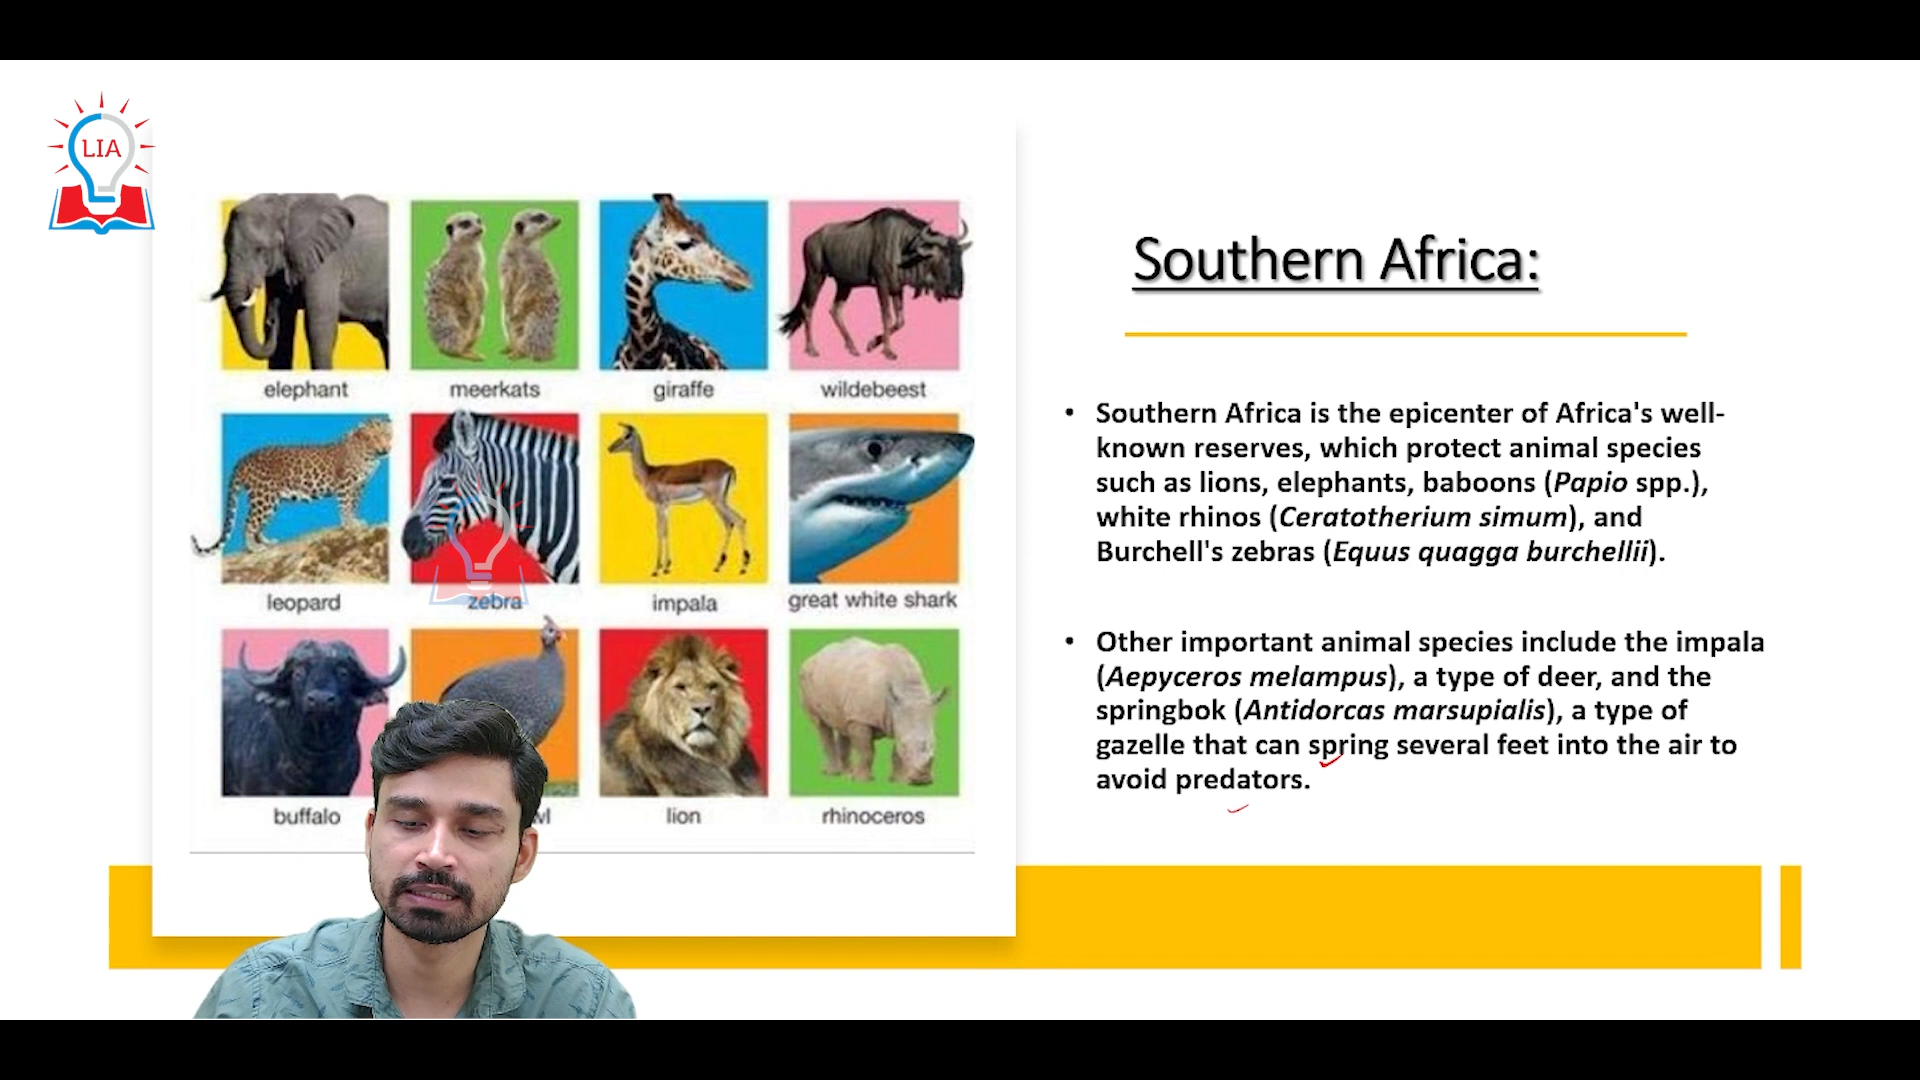 LIA
Southern Africa:
elephant
meerkats
giraffe
wildebeest
leopard
zebra
impala
great white shark
buffalo
lion
rhinoceros
• Southern Africa is the epicenter of Africa's well-
known reserves, which protect animal species
such as lions, elephants, baboons (Papio spp.),
white rhinos (Ceratotherium simum), and
Burchell's zebras (Equus quagga burchellii).
• Other important animal species include the impala
(Aepyceros melampus), a type of deer, and the
springbok (Antidorcas marsupialis), a type of
gazelle that can spring several feet into the air to
avoid predators.